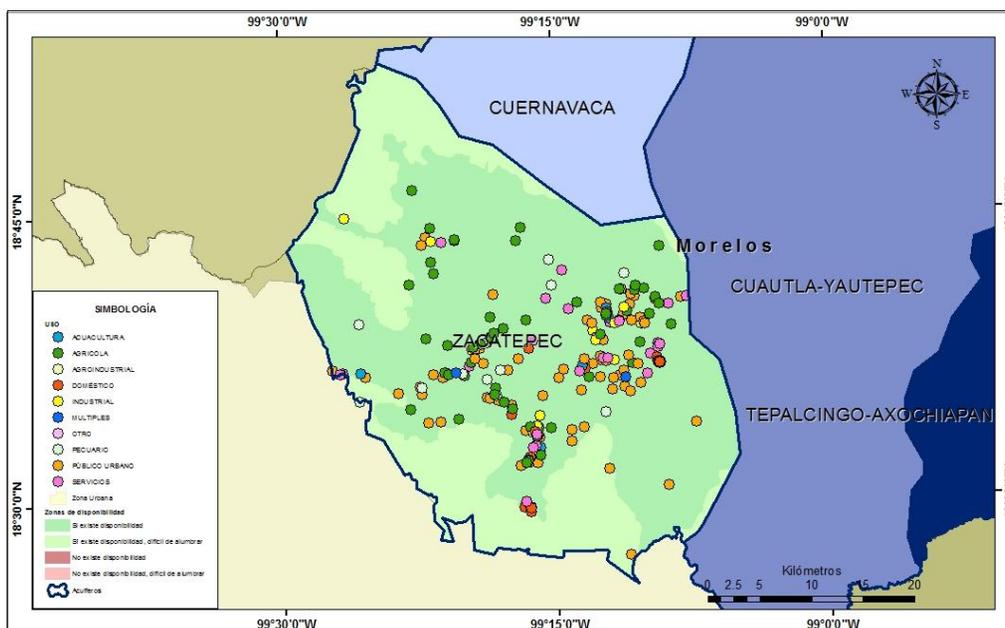 99°30'0"W 99°15'0"W 99°0'0"W
N
W E
S
CUERNAVACA
18°45'0"N
Morelos
CUAUTLA-YAUTEPEC
ZACATEPEC
TEPALCINGO-AXOCHIAPAN
SIMBOLOGÍA
USO
ACUACULTURA
AGRICOLA
AGROINDUSTRIAL
DOMÉSTICO
INDUSTRIAL
MULTIPLES
OTRO
PECUARIO
PÚBLICO URBANO
SERVICIOS
Zona Urbana
Zonas de disponibilidad
Si existe disponibilidad
Si existe disponibilidad, difícil de alumbrar
No existe disponibilidad
No existe disponibilidad, difícil de alumbrar
Acuíferos
18°30'0"N
Kilómetros
0 2.5 5 10 15 20
99°30'0"W 99°15'0"W 99°0'0"W